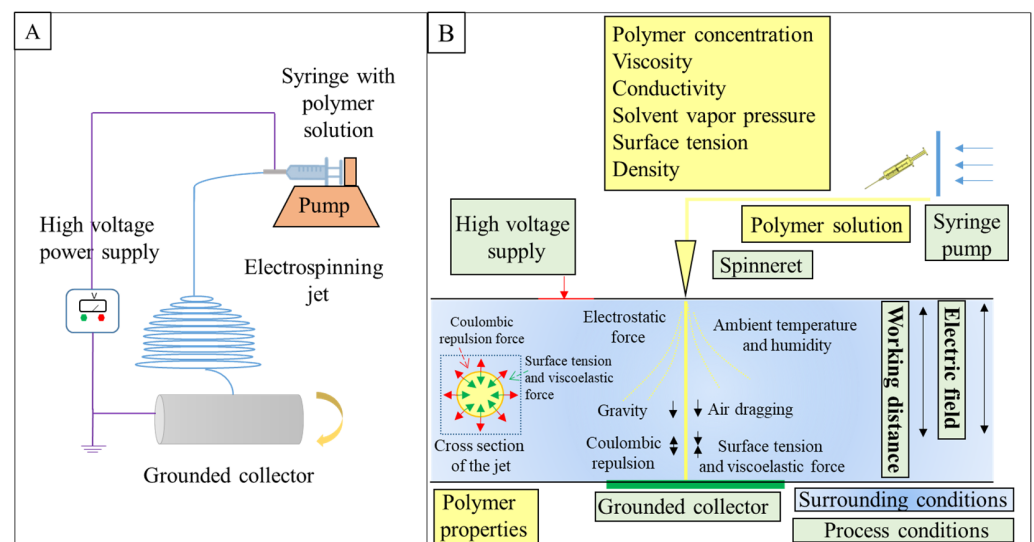 A
Syringe with
polymer
solution
Pump
High voltage
power supply
V
Electrospinning
jet
Grounded collector
B
Polymer concentration
Viscosity
Conductivity
Solvent vapor pressure
Surface tension
Density
High voltage
supply
Polymer solution
Syringe
pump
Spinneret
Electrostatic
force
Ambient temperature
and humidity
Working distance
Electric field
Coulombic
repulsion force
Surface tension
and viscoelastic
force
Cross section
of the jet
Gravity
Air dragging
Coulombic
repulsion
Surface tension
and viscoelastic force
Polymer
properties
Grounded collector
Surrounding conditions
Process conditions